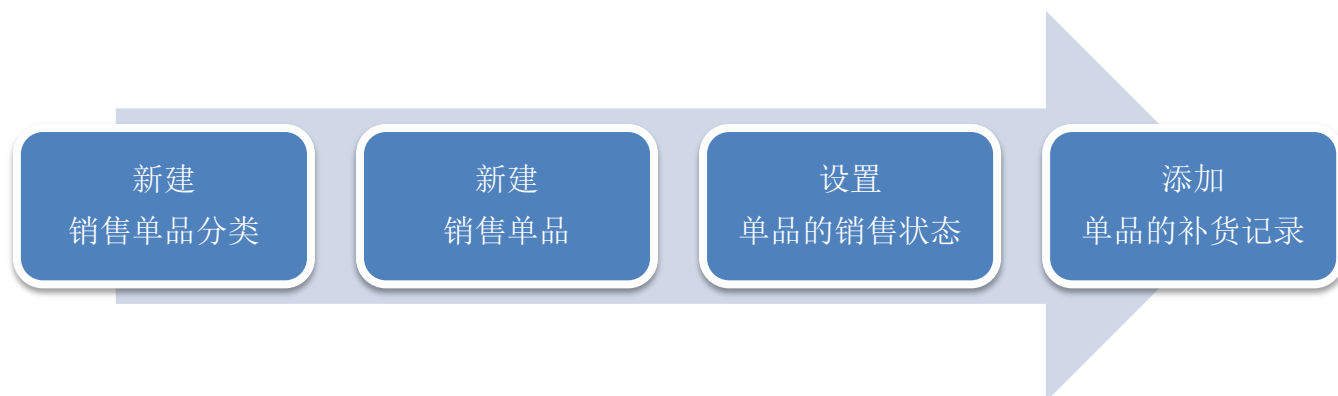 新建
销售单品分类
新建
销售单品
设置
单品的销售状态
添加
单品的补货记录